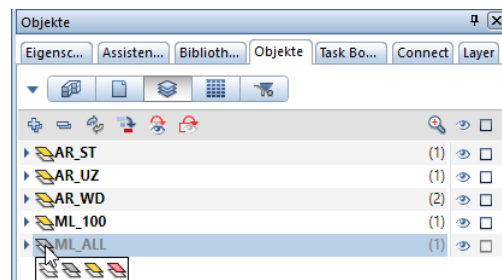 Objekte
Eigensc... Assisten... Biblioth... Objekte Task Bo... Connect Layer
AR_ST (1)
AR_UZ (1)
AR_WD (2)
ML_100 (1)
ML_ALL (1)